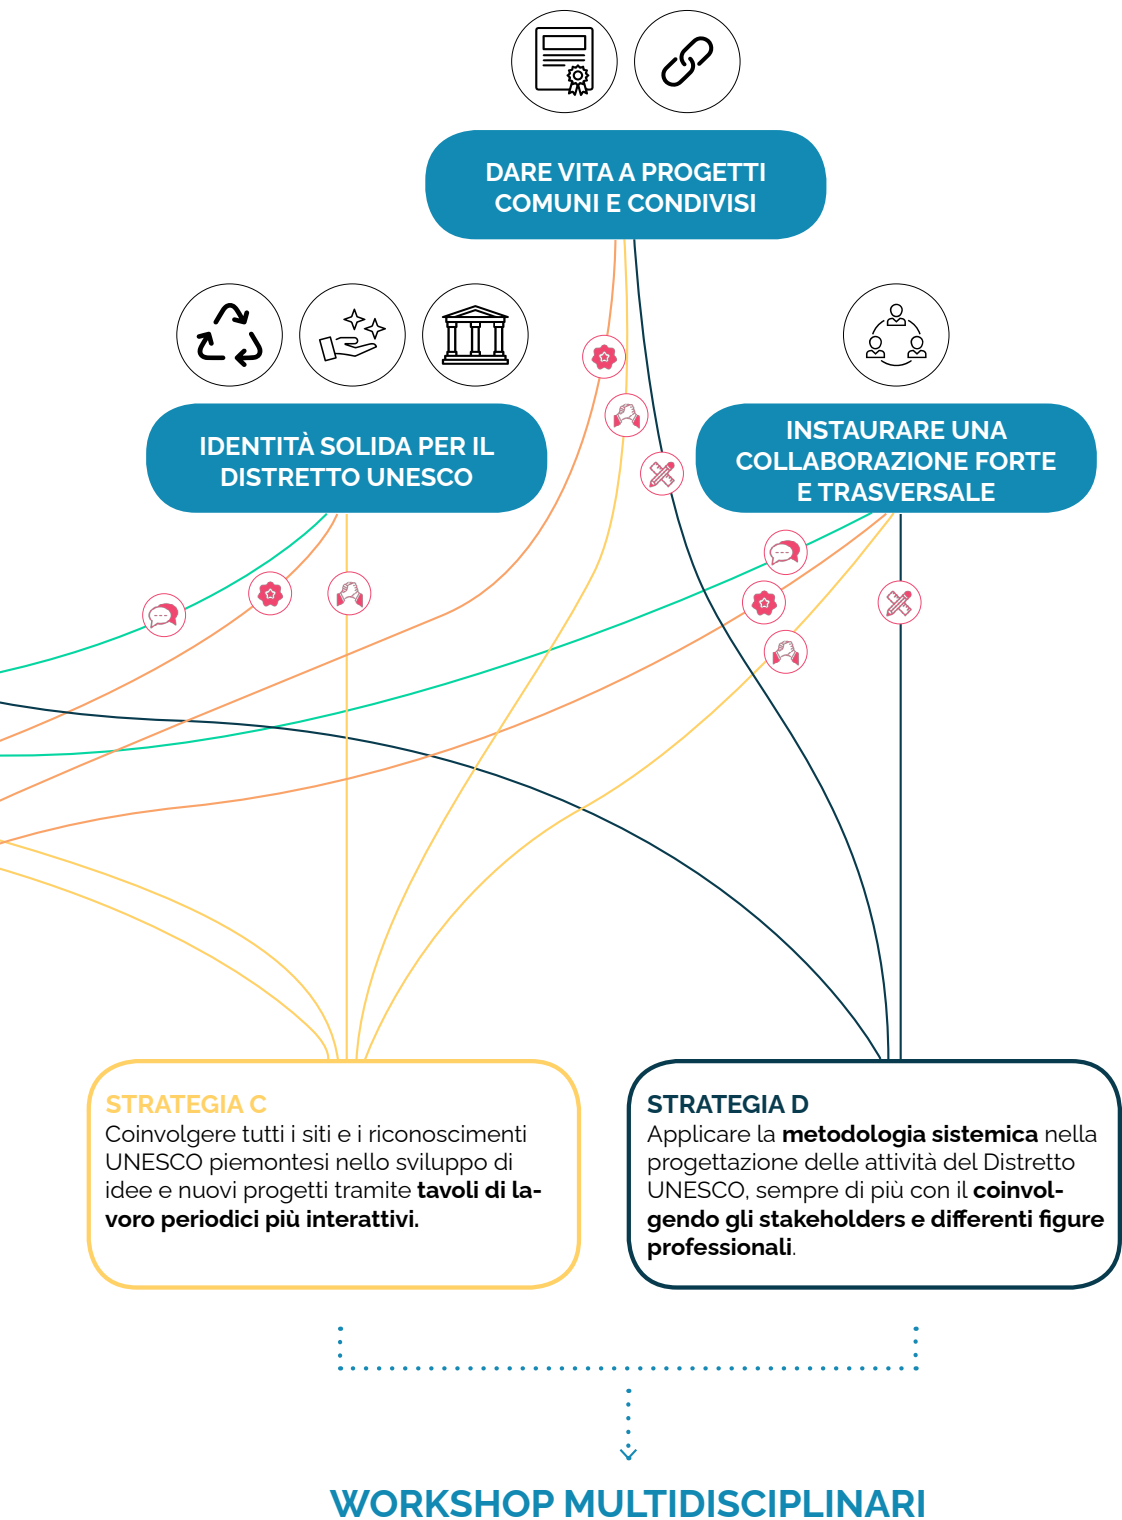 DARE VITA A PROGETTI
COMUNI E CONDIVISI
IDENTITÀ SOLIDA PER IL
DISTRETTO UNESCO
INSTAURARE UNA
COLLABORAZIONE FORTE
E TRASVERSALE
STRATEGIA C
Coinvolgere tutti i siti e i riconoscimenti
UNESCO piemontesi nello sviluppo di
idee e nuovi progetti tramite tavoli di la-
voro periodici più interattivi.
STRATEGIA D
Applicare la metodologia sistemica nella
progettazione delle attività del Distretto
UNESCO, sempre di più con il coinvol-
gendo gli stakeholders e differenti figure
professionali.
WORKSHOP MULTIDISCIPLINARI